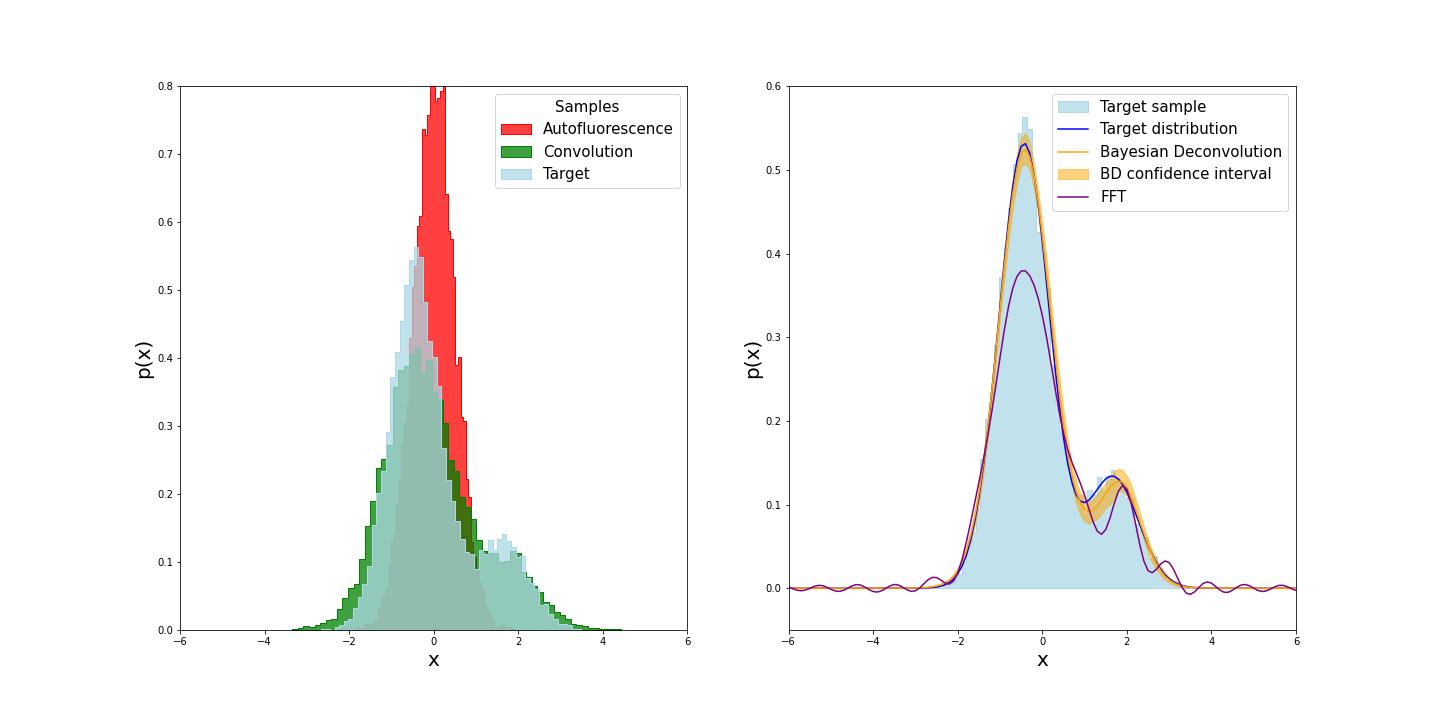 0.8
0.7
0.6
0.5
0.4
0.3
0.2
0.1
0.0
p(x)
−6 −4 −2 0 2 4 6
x
Samples
Autofluorescence
Convolution
Target
0.6
0.5
0.4
0.3
0.2
0.1
0.0
p(x)
−6 −4 −2 0 2 4 6
x
Target sample
Target distribution
Bayesian Deconvolution
BD confidence interval
FFT